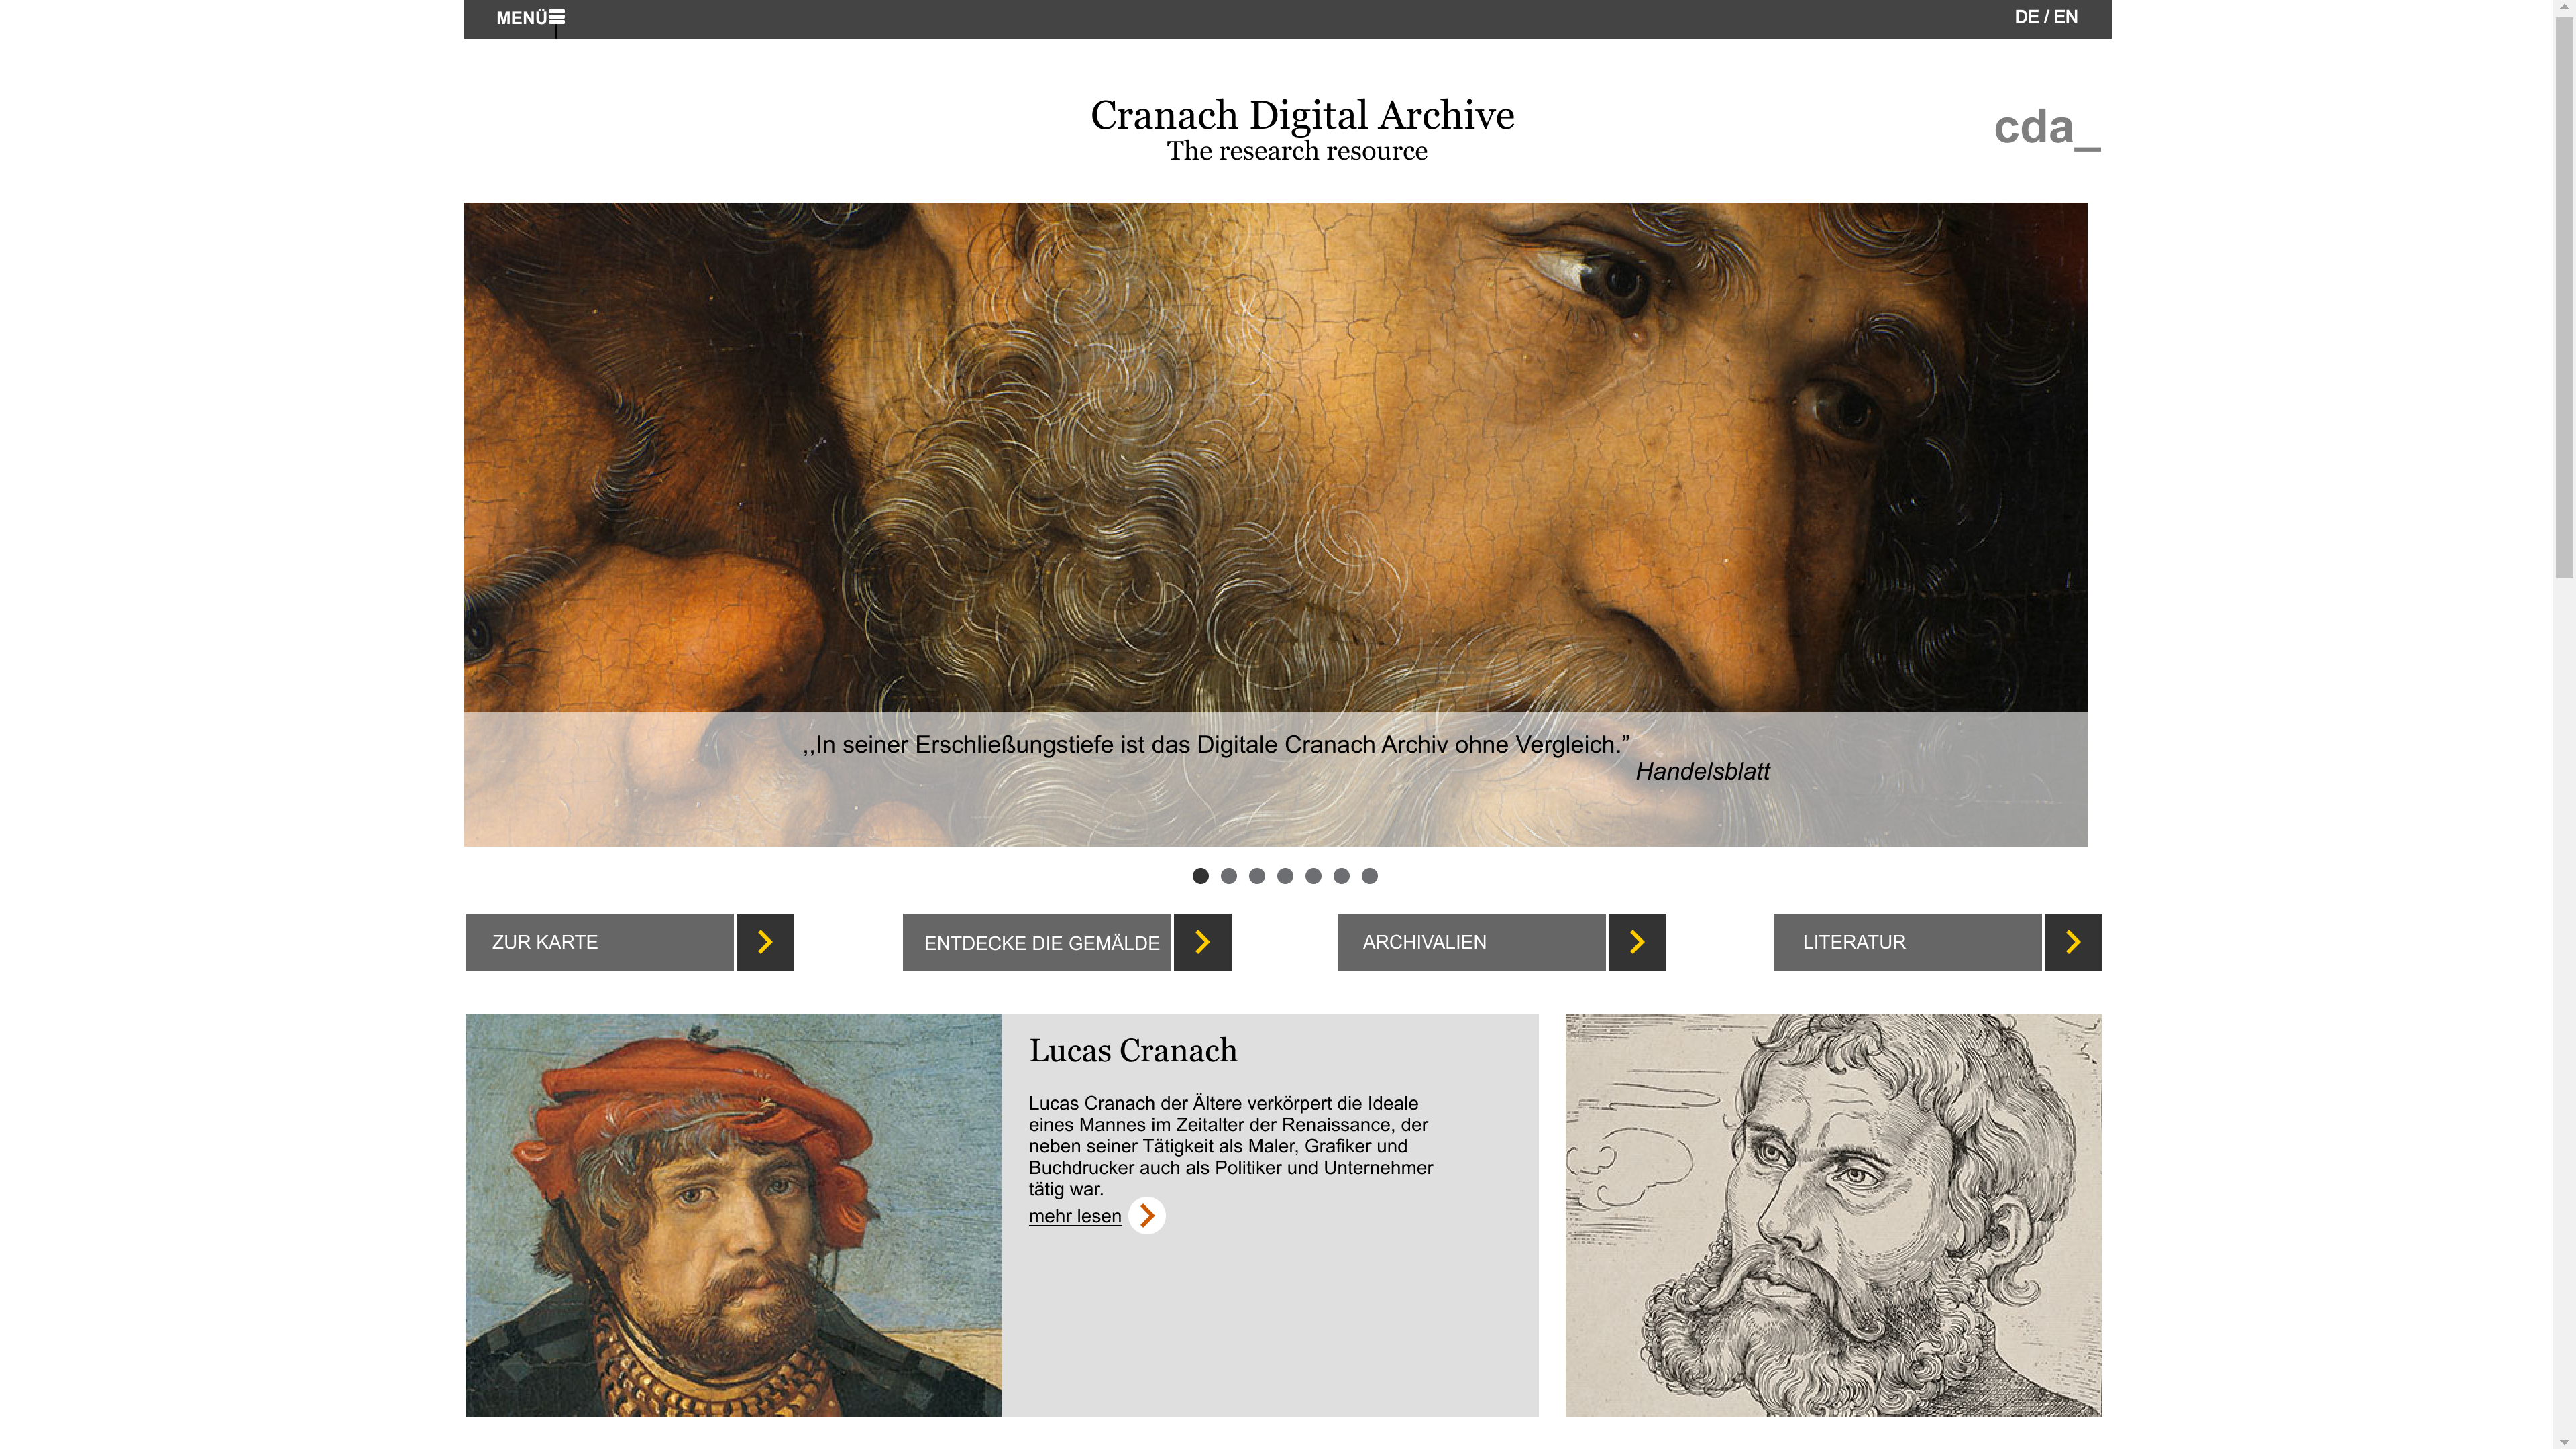 MENÜ
DE / EN
Cranach Digital Archive
The research resource
cda_
,,In seiner Erschließungstiefe ist das Digitale Cranach Archiv ohne Vergleich.”
Handelsblatt
ZUR KARTE
ENTDECKE DIE GEMÄLDE
ARCHIVALIEN
LITERATUR
Lucas Cranach
Lucas Cranach der Ältere verkörpert die Ideale
eines Mannes im Zeitalter der Renaissance, der
neben seiner Tätigkeit als Maler, Grafiker und
Buchdrucker auch als Politiker und Unternehmer
tätig war.
mehr lesen